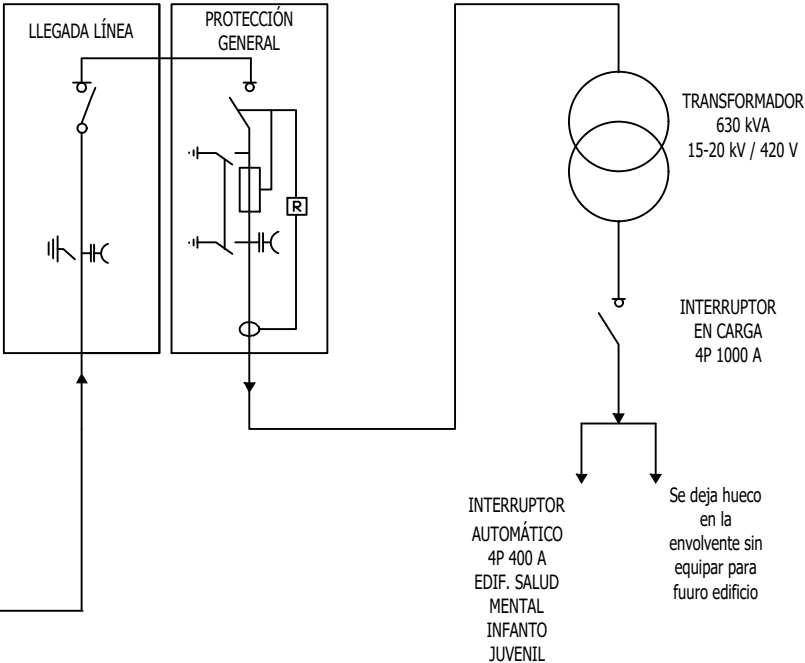 LLEGADA LÍNEA
PROTECCIÓN
GENERAL
R
TRANSFORMADOR
630 kVA
15-20 kV / 420 V
INTERRUPTOR
EN CARGA
4P 1000 A
INTERRUPTOR
AUTOMÁTICO
4P 400 A
EDIF. SALUD
MENTAL
INFANTO
JUVENIL
Se deja hueco
en la
envolvente sin
equipar para
fuuro edificio